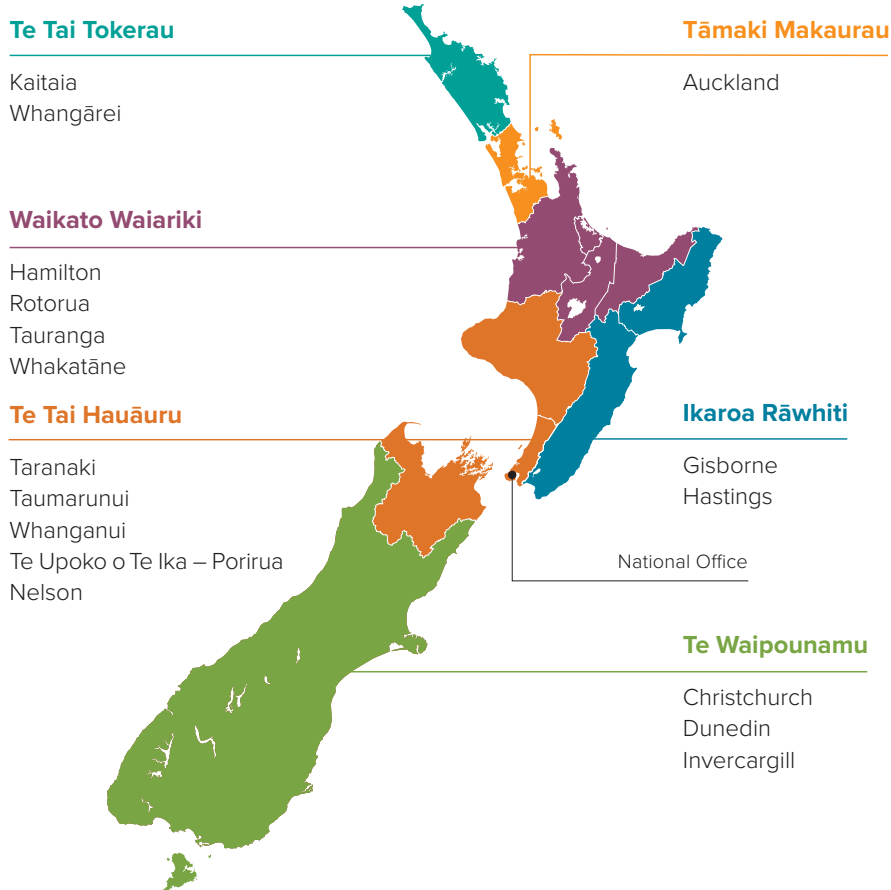 Te Tai Tokerau
Kaitaia
Whangārei
Tāmaki Makaurau
Auckland
Waikato Waiariki
Hamilton
Rotorua
Tauranga
Whakatāne
Te Tai Hauāuru
Taranaki
Taumarunui
Whanganui
Te Upoko o Te Ika – Porirua
Nelson
Ikaroa Rāwhiti
Gisborne
Hastings
National Office
Te Waipounamu
Christchurch
Dunedin
Invercargill